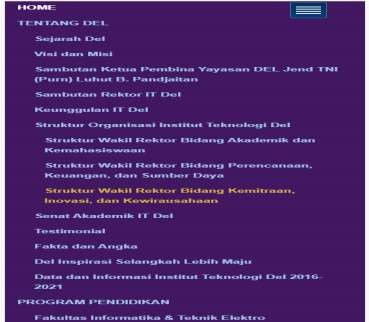 HOME
TENTANG DEL
Sejarah Del
Visi dan Misi
Sambutan Ketua Pembina Yayasan DEL Jend TNI
(Purn) Luhut B. Pandjaitan
Sambutan Rektor IT Del
Keunggulan IT Del
Struktur Organisasi Institut Teknologi Del
Struktur Wakil Rektor Bidang Akademik dan
Kemahasiswaan
Struktur Wakil Rektor Bidang Perencanaan,
Keuangan, dan Sumber Daya
Struktur Wakil Rektor Bidang Kemitraan,
Inovasi, dan Kewirausahaan
Senat Akademik IT Del
Testimonial
Fakta dan Angka
Del Inspirasi Selangkah Lebih Maju
Data dan Informasi Institut Teknologi Del 2016-
2021
PROGRAM PENDIDIKAN
Fakultas Informatika & Teknik Elektro